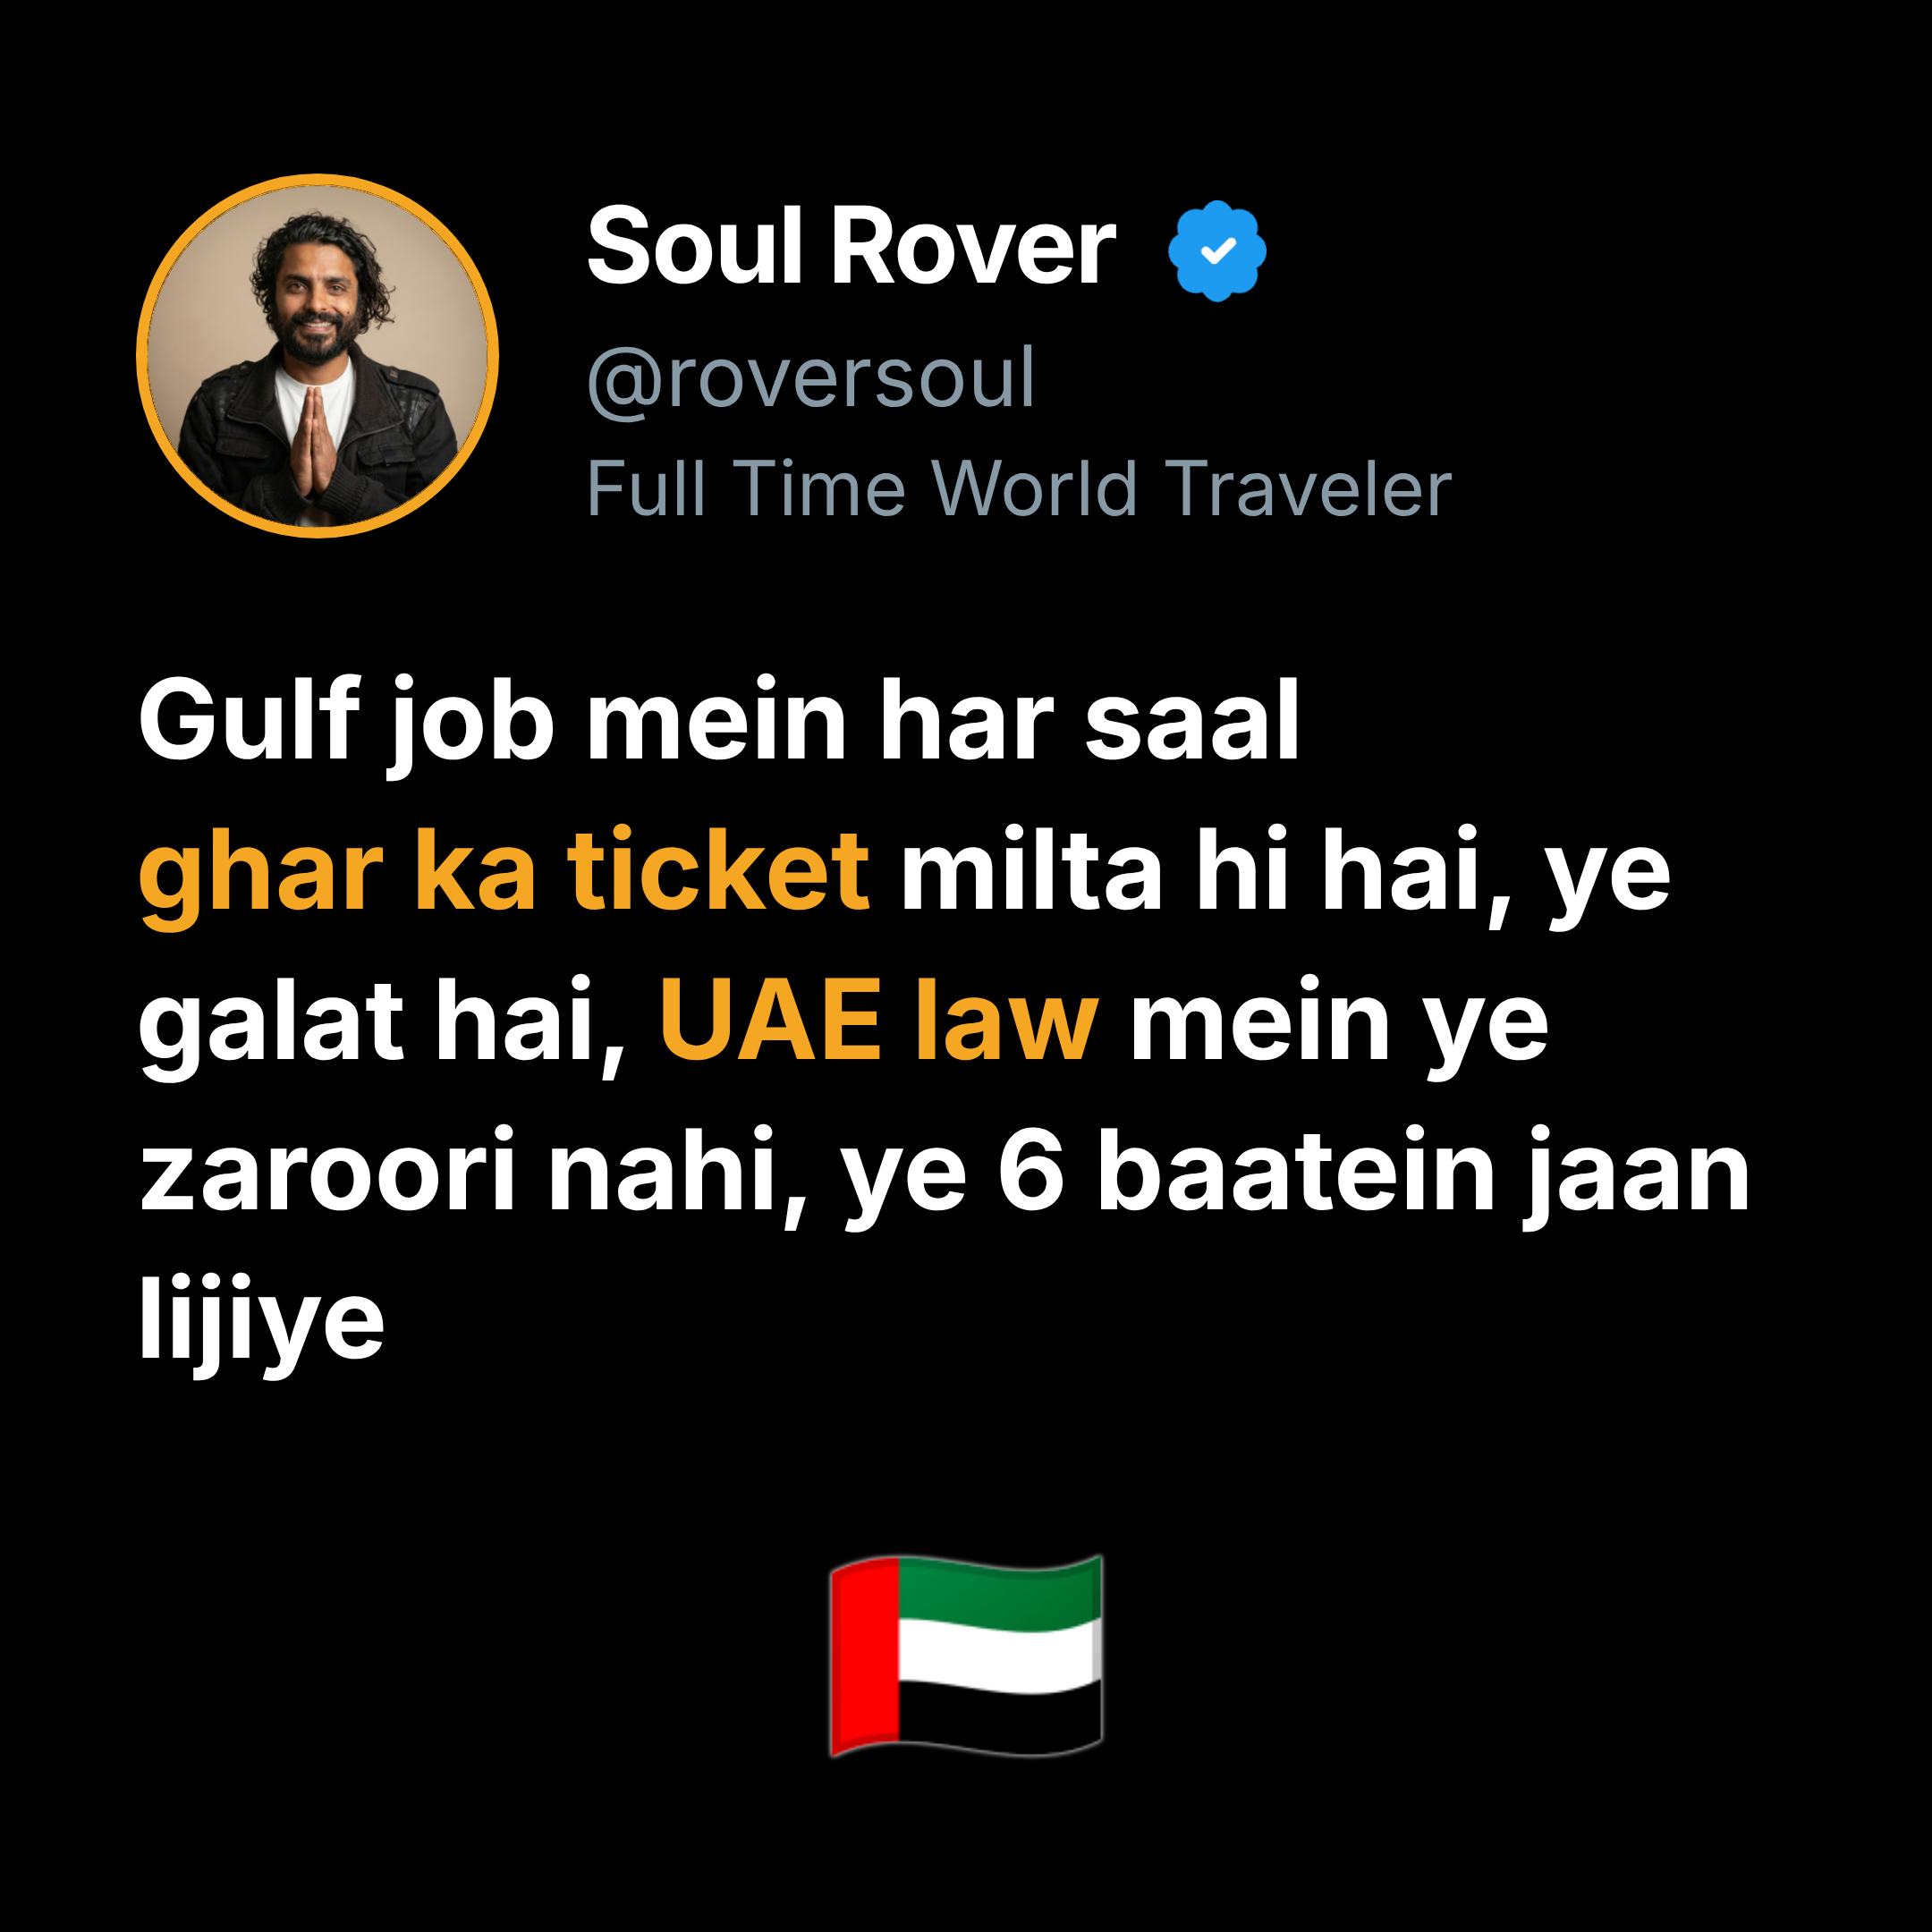 Soul Rover
@roversoul
Full Time World Traveler
Gulf job mein har saal
ghar ka ticket milta hi hai, ye
galat hai, UAE law mein ye
zaroori nahi, ye 6 baatein jaan
lijiye